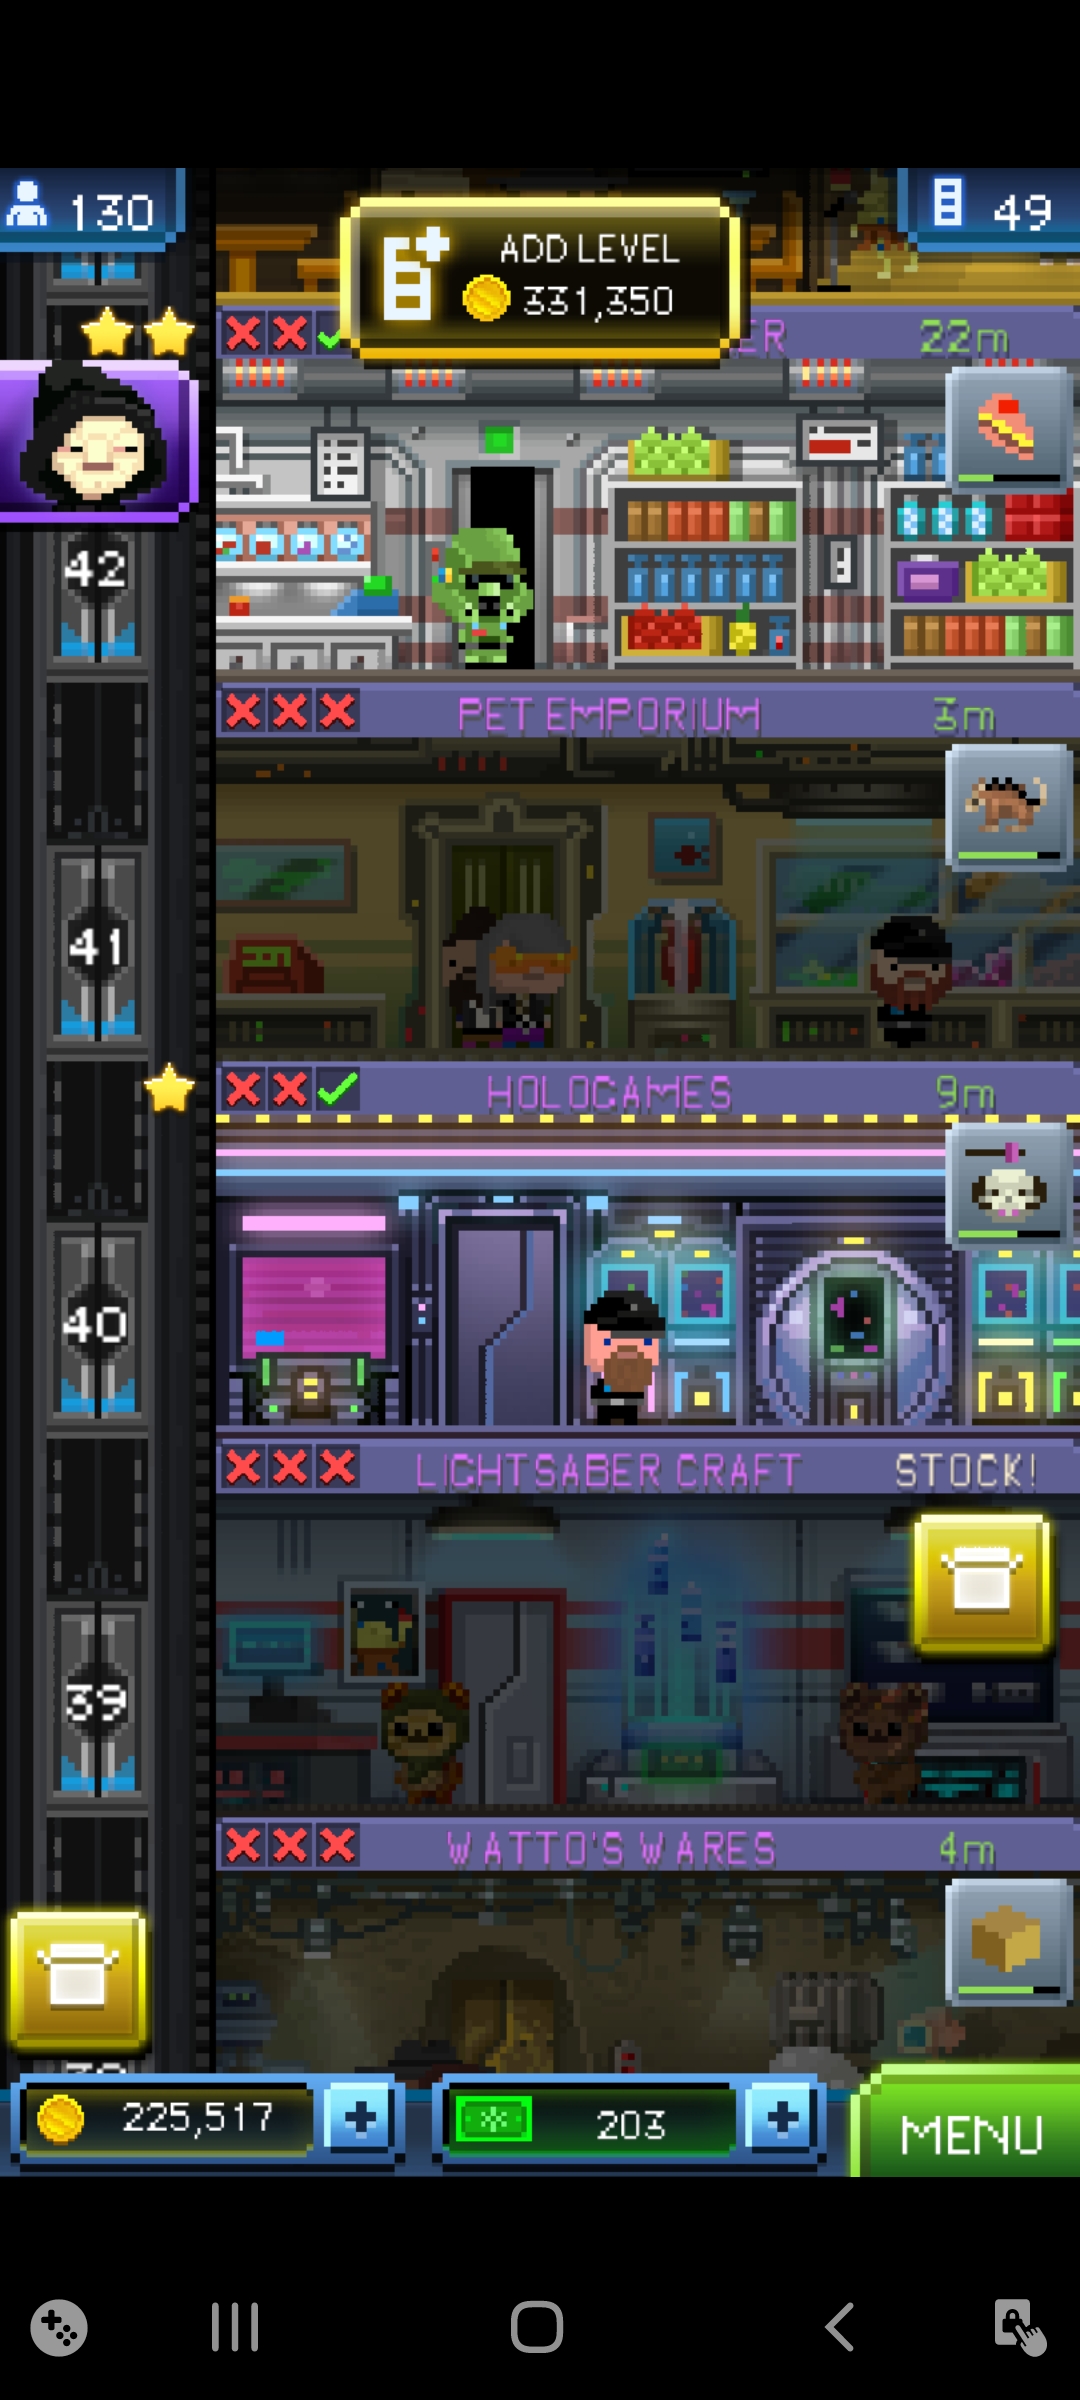 130
49
ADD LEVEL
331,350
ER
22m
42
PET EMPORIUM
3m
41
HOLOGAMES
9m
40
LIGHTSABER CRAFT
STOCK!
39
WATTO'S WARES
4m
225,517
203
MENU